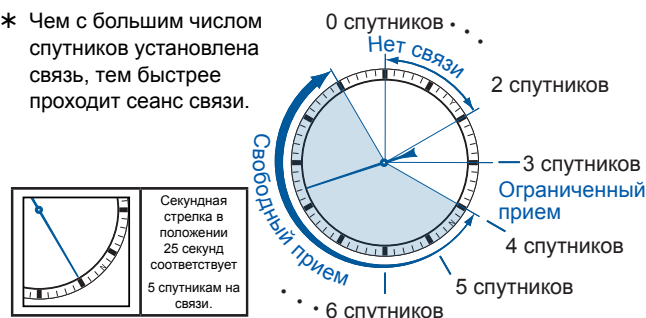 * Чем с большим числом
спутников установлена
связь, тем быстрее
проходит сеанс связи.
0 спутников
Нет связи
2 спутников
3 спутников
Ограниченный
прием
4 спутников
5 спутников
6 спутников
Свободный прием
Секундная
стрелка в
положении
25 секунд
соответствует
5 спутникам на
связи.